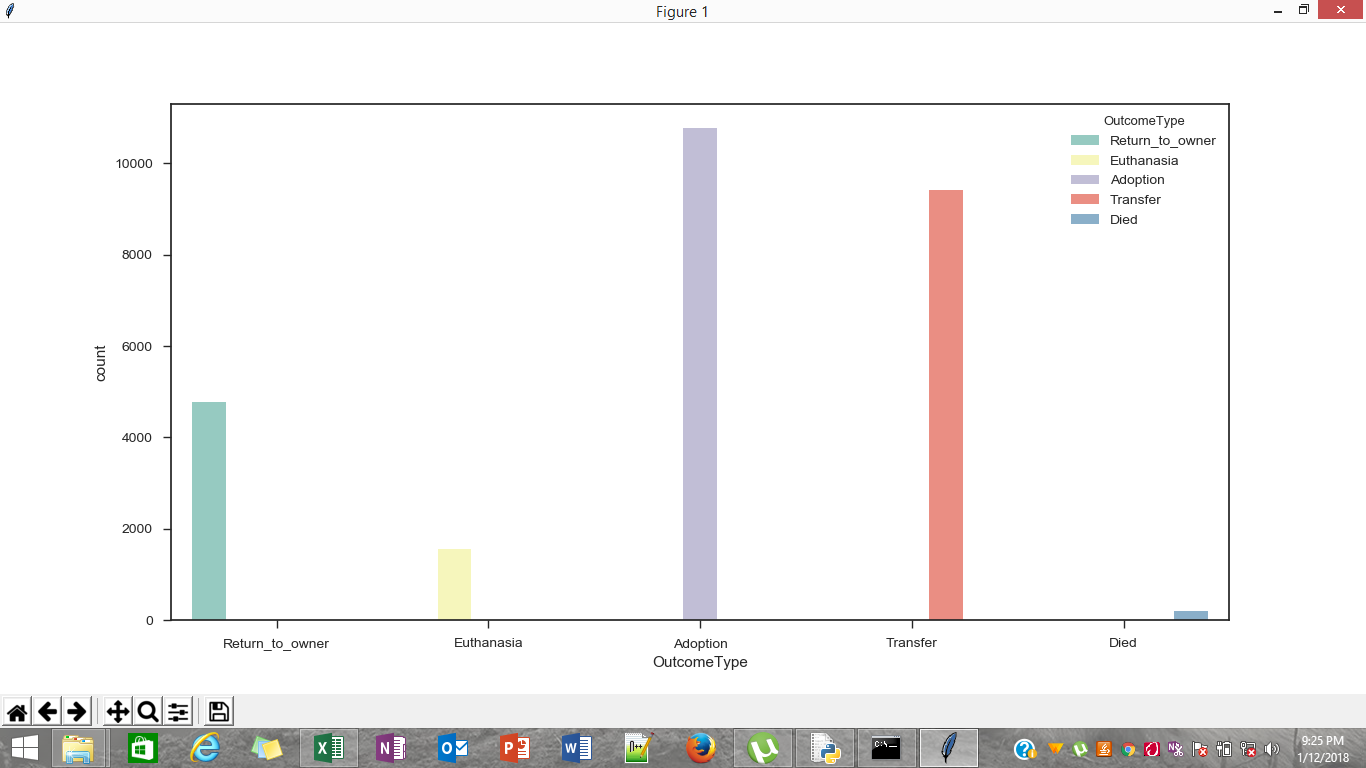 Figure 1
OutcomeType
Return_to_owner
Euthanasia
Adoption
Transfer
Died
10000
8000
6000
4000
2000
0
count
Return_to_owner Euthanasia Adoption Transfer Died
OutcomeType
9:25 PM
1/12/2018